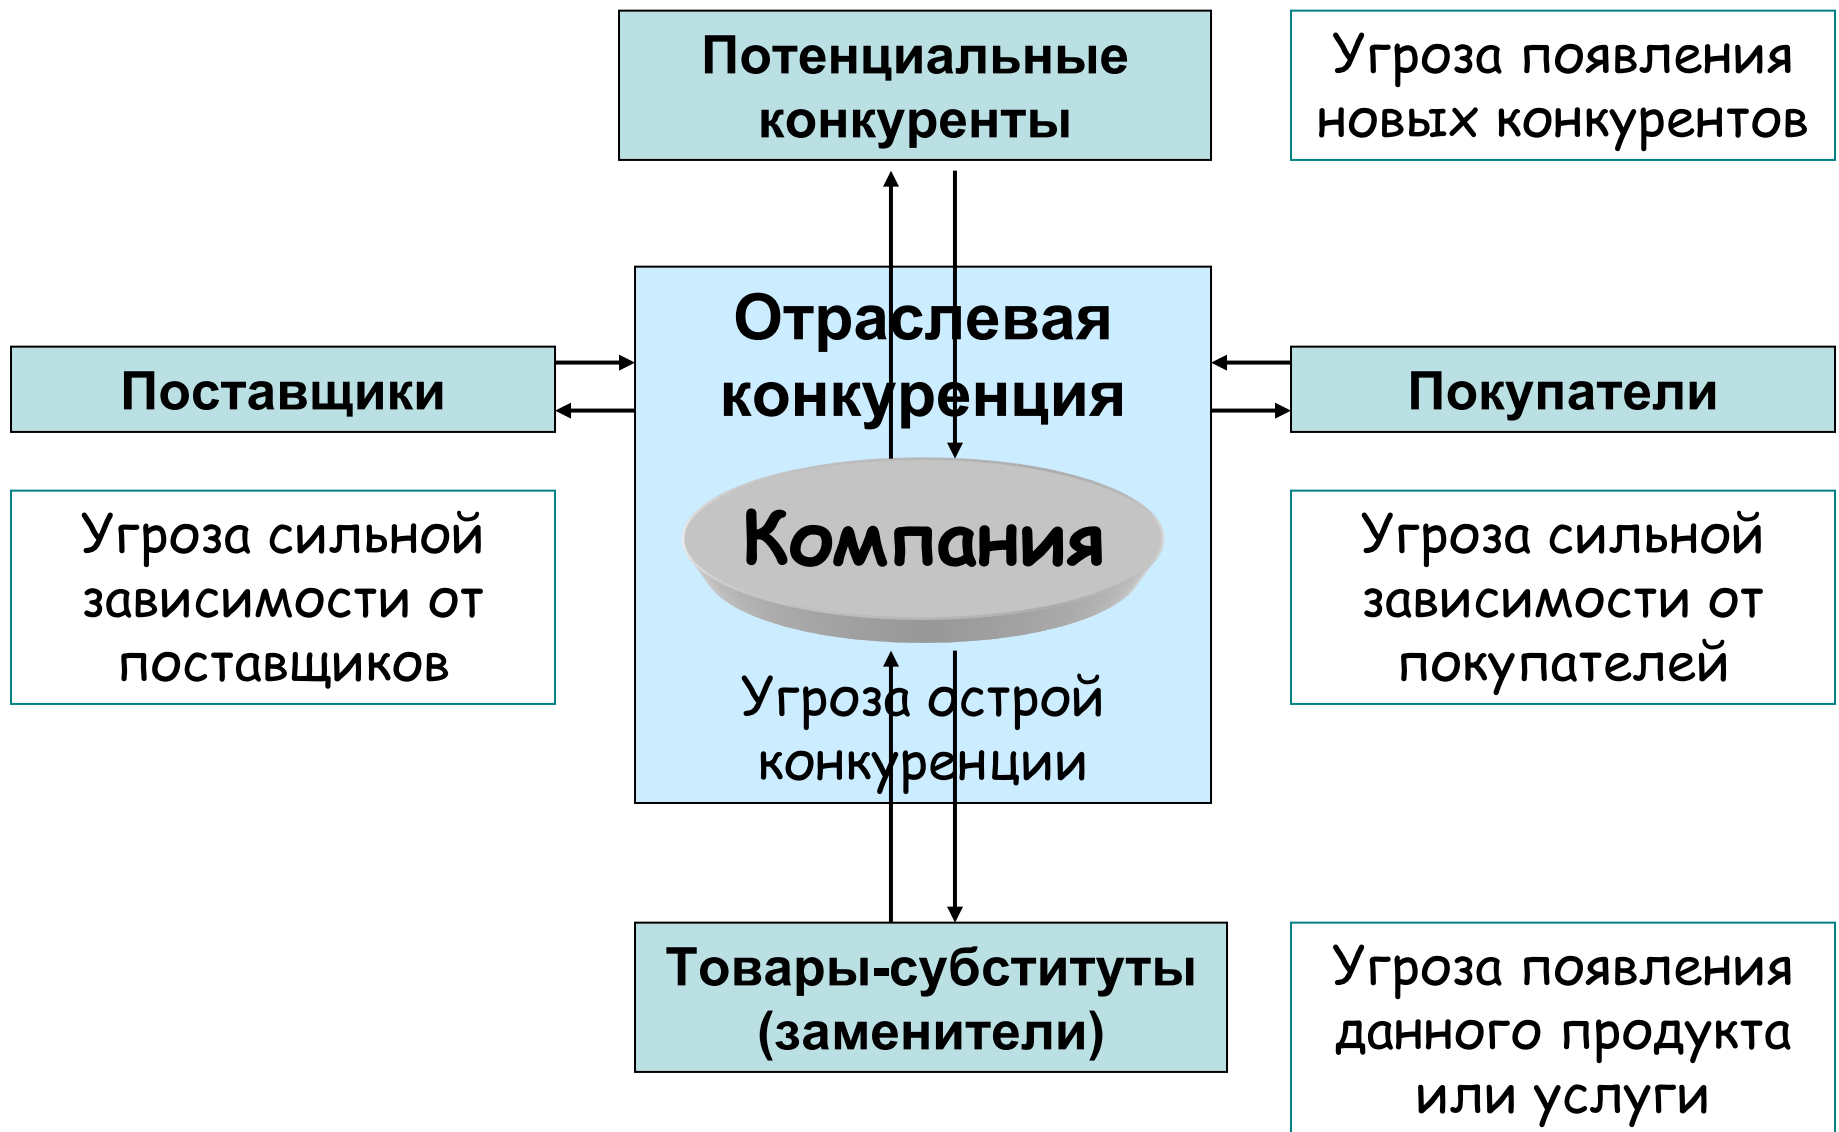 Потенциальные
конкуренты
Угроза появления
новых конкурентов
Отраслевая
конкуренция
Поставщики
Покупатели
Компания
Угроза сильной
зависимости от
поставщиков
Угроза сильной
зависимости от
покупателей
Угроза острой
конкуренции
Товары-субституты
(заменители)
Угроза появления
данного продукта
или услуги